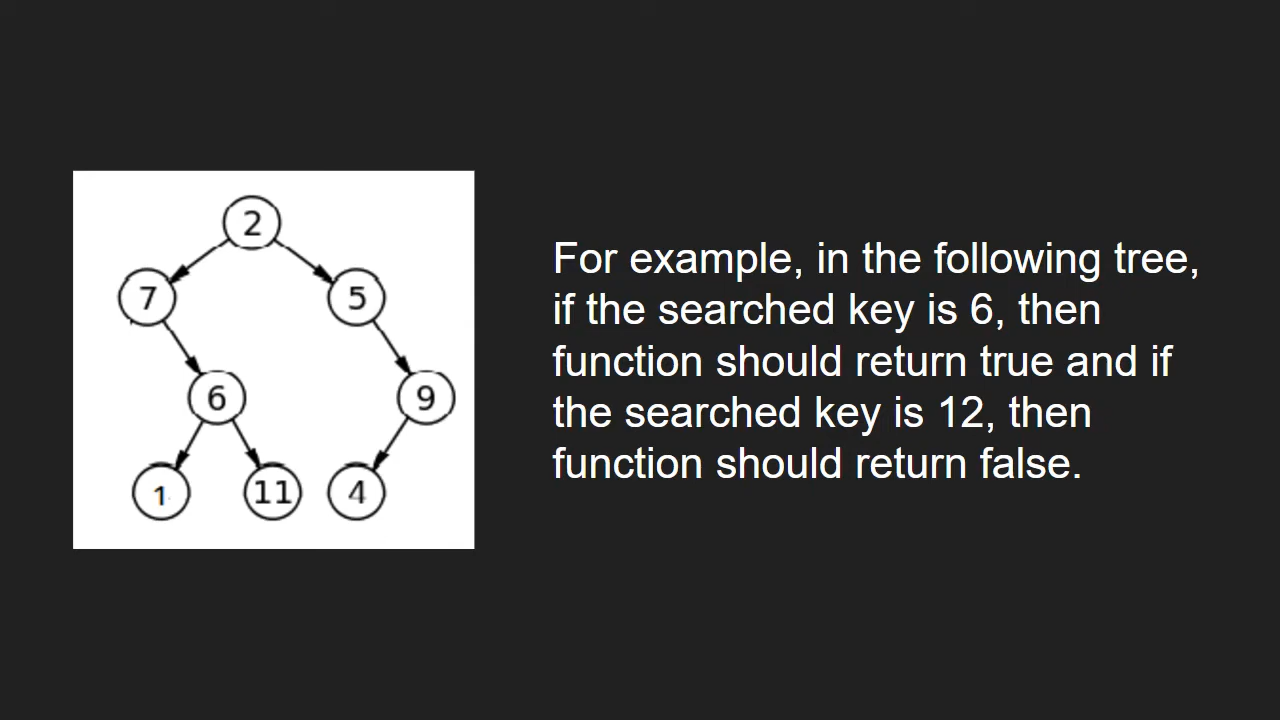 2
7 5
6 9
1 11 4
For example, in the following tree,
if the searched key is 6, then
function should return true and if
the searched key is 12, then
function should return false.